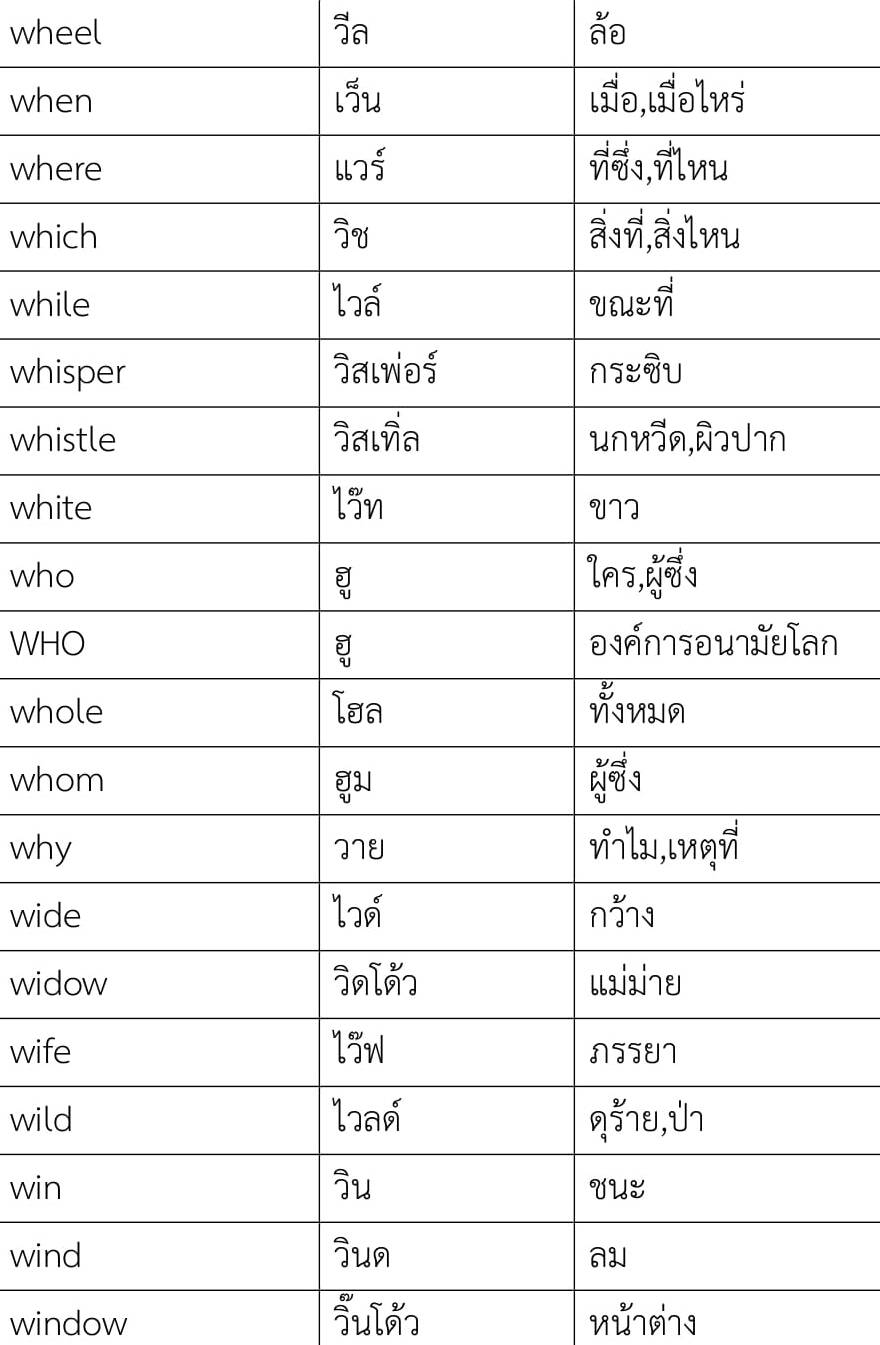 wheel วีล ล้อ
when เว็น เมื่อ,เมื่อไหร่
where แวร์ ที่ซึ่ง,ที่ไหน
which วิช สิ่งที่,สิ่งไหน
while ไวล์ ขณะที่
whisper วิสเพ่อร์ กระซิบ
whistle วิสเทิ่ล นกหวีด,ผิวปาก
white ไว๊ท ขาว
who ฮู ใคร,ผู้ซึ่ง
WHO ฮู องค์การอนามัยโลก
whole โฮล ทั้งหมด
whom ฮูม ผู้ซึ่ง
why วาย ทำไม,เหตุที่
wide ไวด์ กว้าง
widow วิดโด้ว แม่ม่าย
wife ไว๊ฟ ภรรยา
wild ไวลด์ ดุร้าย,ป่า
win วิน ชนะ
wind วินด ลม
window วิ๊นโด้ว หน้าต่าง